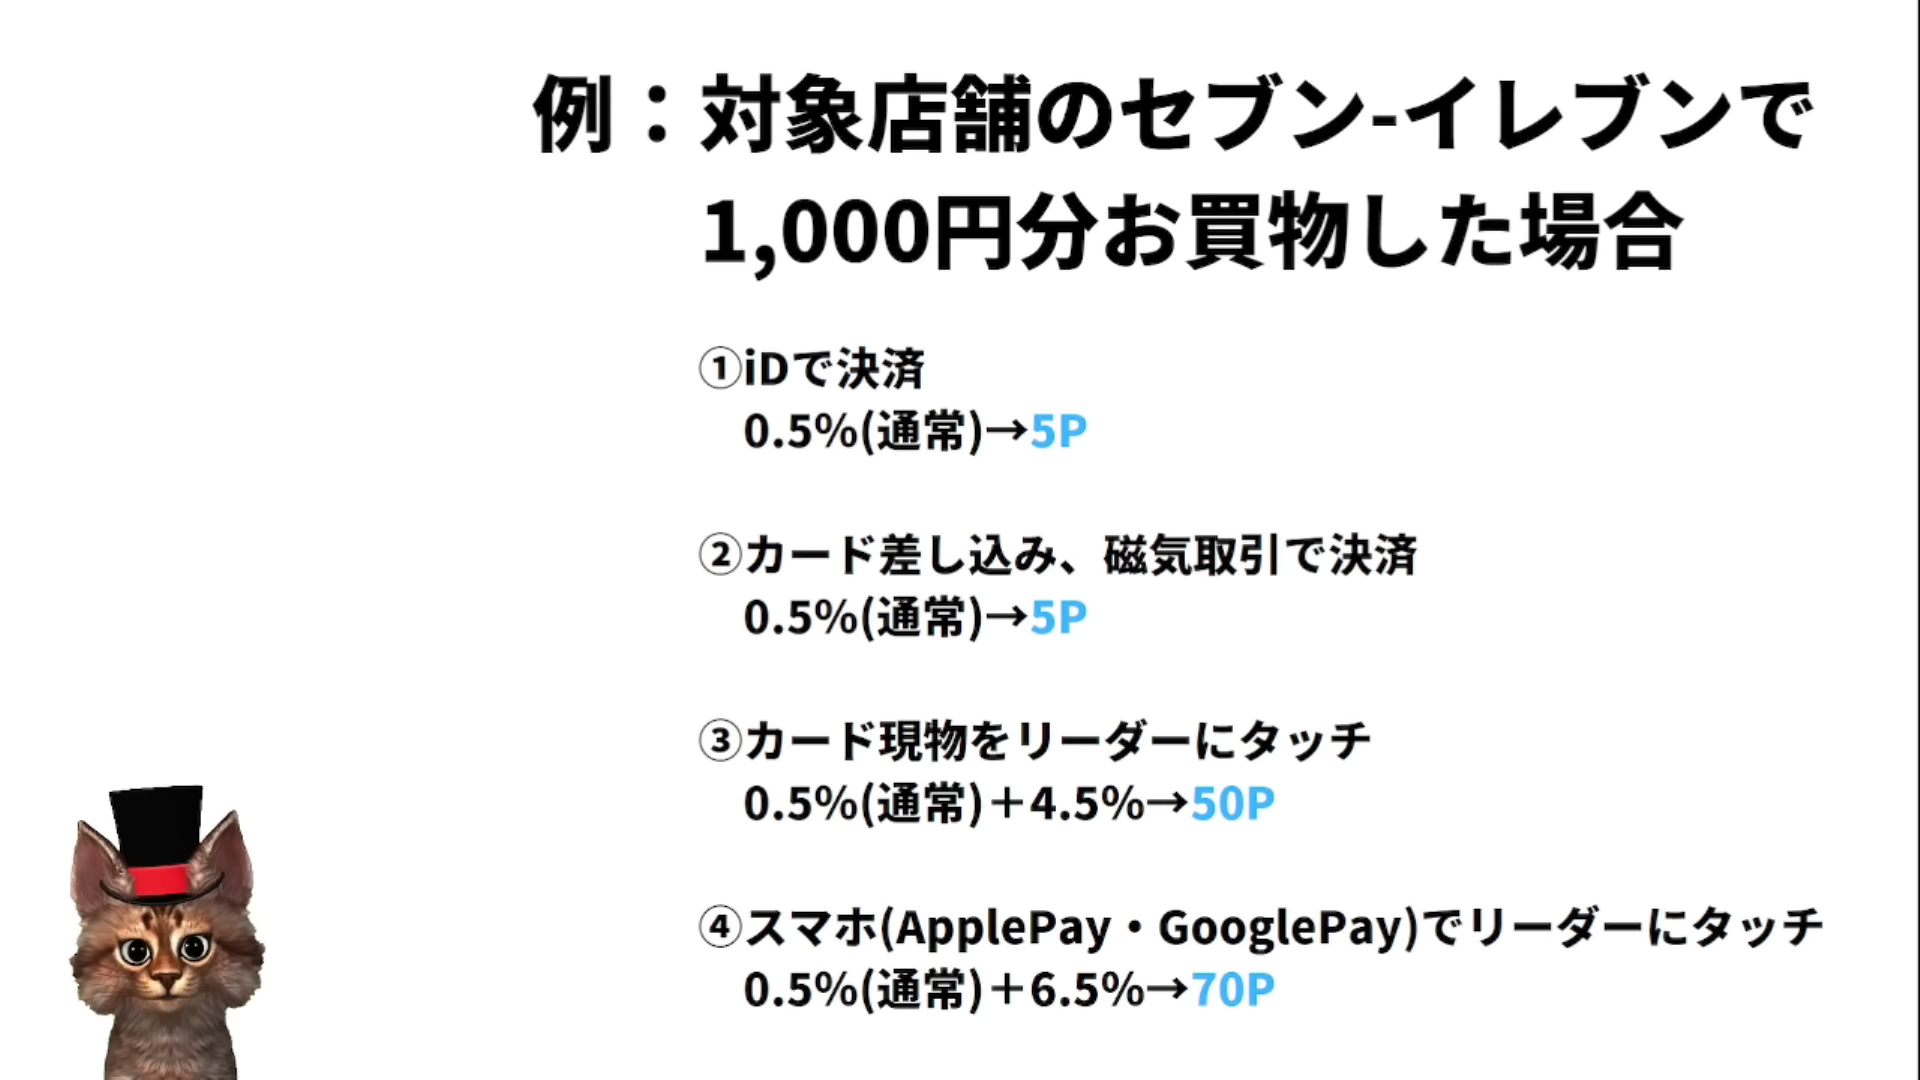 例：対象店舗のセブン-イレブンで
1,000円分お買物した場合
①iDで決済
0.5%(通常)→5P
②カード差し込み、磁気取引で決済
0.5%(通常)→5P
③カード現物をリーダーにタッチ
0.5%(通常)＋4.5%→50P
④スマホ(ApplePay・GooglePay)でリーダーにタッチ
0.5%(通常)＋6.5%→70P